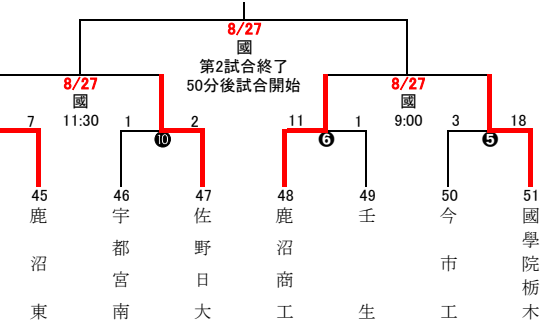 8/27
國
第2試合終了
50分後試合開始
8/27
國
11:30
8/27
國
9:00
7
1
2
11
1
3
18
❿
❻
❺
45
46
47
48
49
50
51
鹿沼東
宇都宮南
佐野日大
鹿沼商工
壬生
今市工
國學院栃木